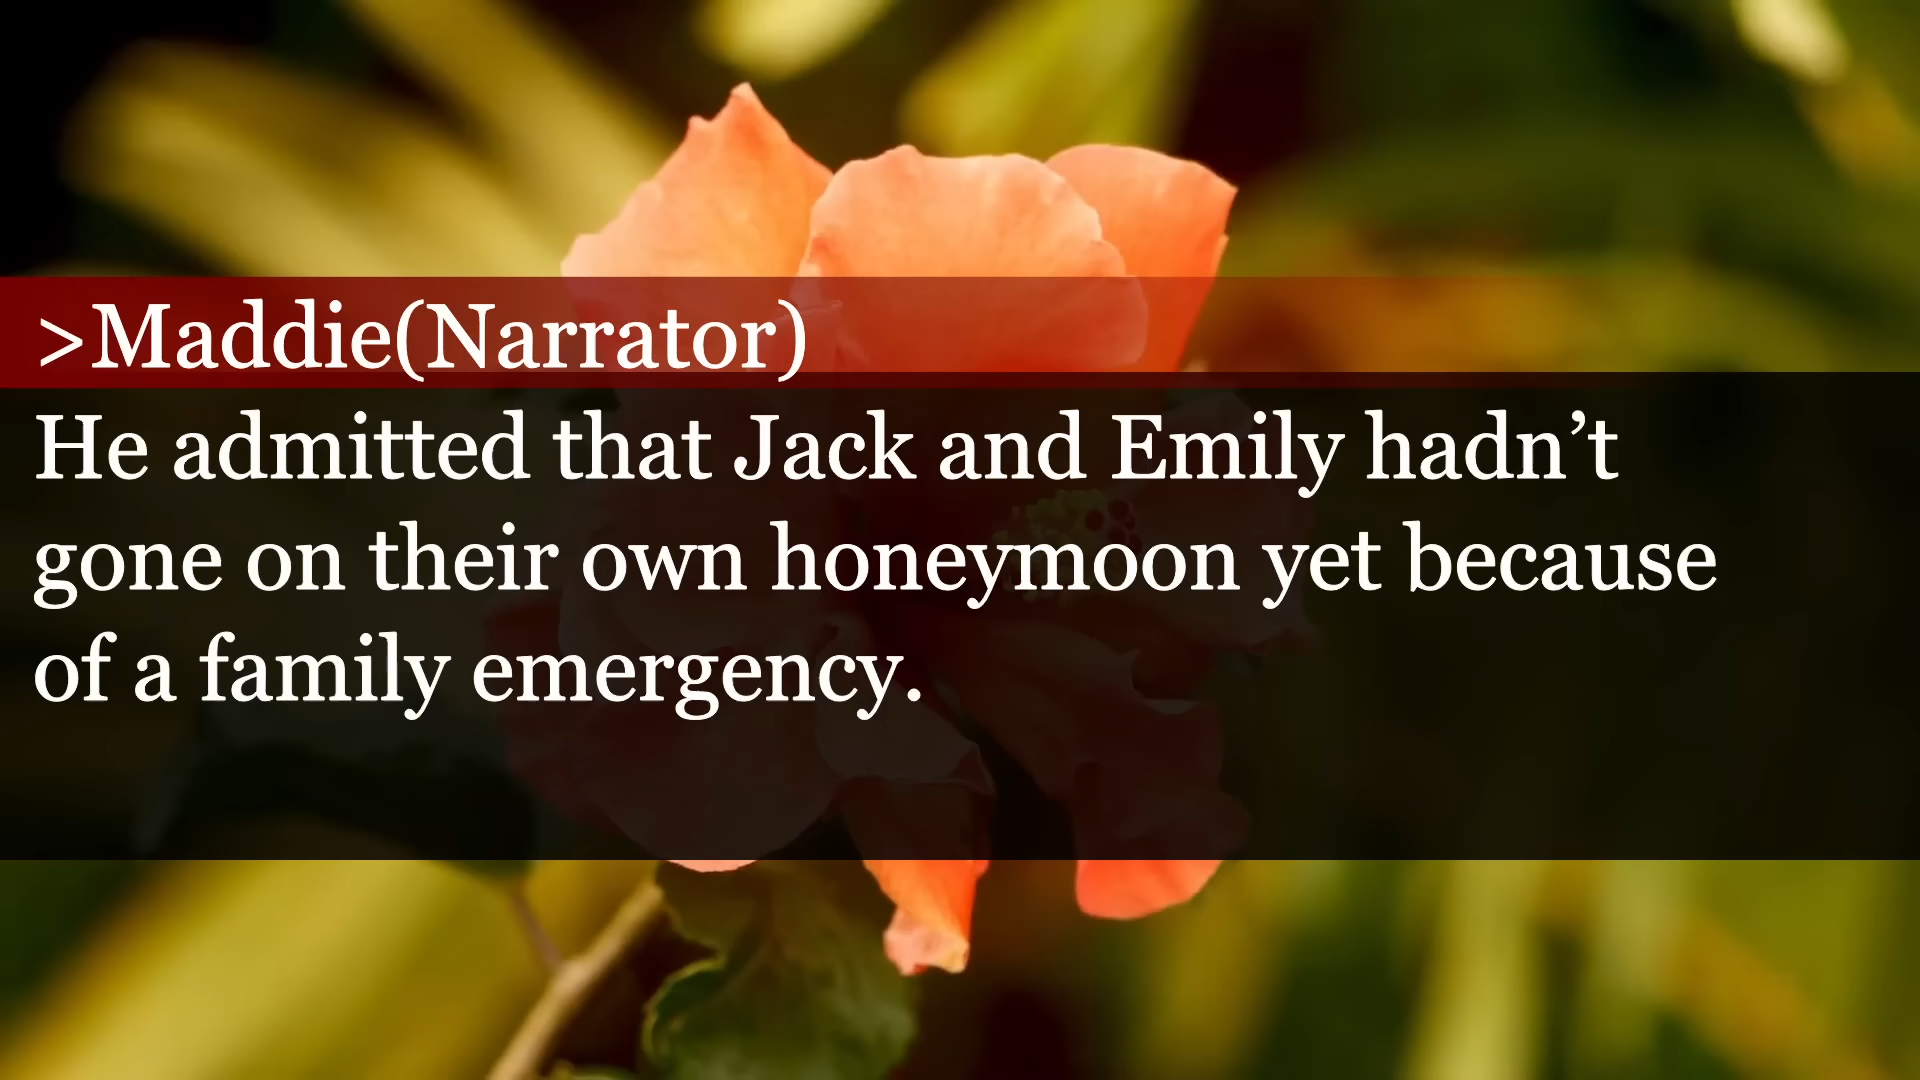 >Maddie(Narrator)
He admitted that Jack and Emily hadn’t
gone on their own honeymoon yet because
of a family emergency.